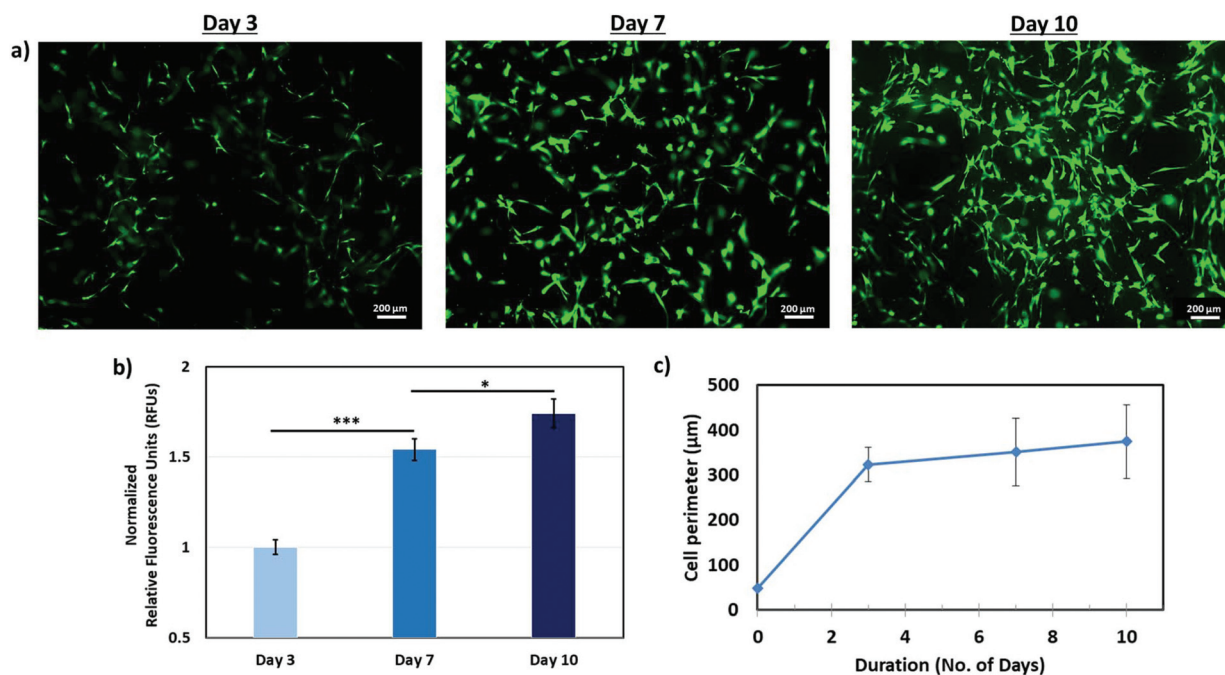 Day 3
Day 7
Day 10
a)
200 µm
200 µm
200 µm
b)
Normalized
Relative Fluorescence Units (RFUs)
2
1.5
1
0.5
***
*
Day 3
Day 7
Day 10
c)
Cell perimeter (µm)
500
400
300
200
100
0
0
2
4
6
8
10
Duration (No. of Days)